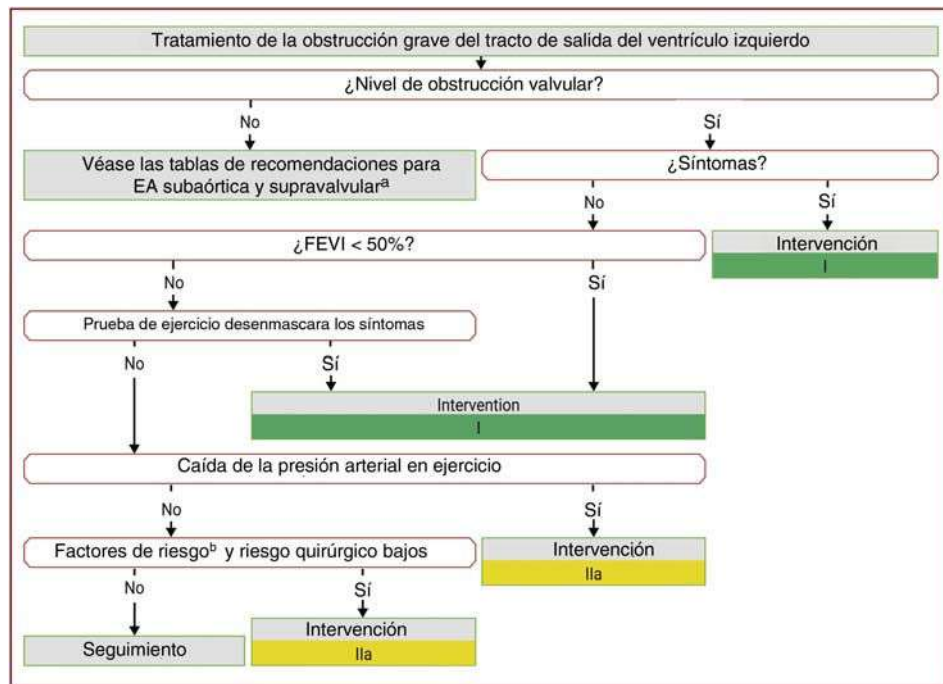 Tratamiento de la obstrucción grave del tracto de salida del ventrículo izquierdo
¿Nivel de obstrucción valvular?
No
Sí
Véase las tablas de recomendaciones para
EA subaórtica y supravalvularᵃ
¿Síntomas?
No
Sí
¿FEVI < 50%?
Intervención
I
No
Sí
Prueba de ejercicio desenmascara los síntomas
No
Sí
Intervention
I
Caída de la presión arterial en ejercicio
No
Sí
Factores de riesgoᵇ y riesgo quirúrgico bajos
Intervención
IIa
No
Sí
Seguimiento
Intervención
IIa